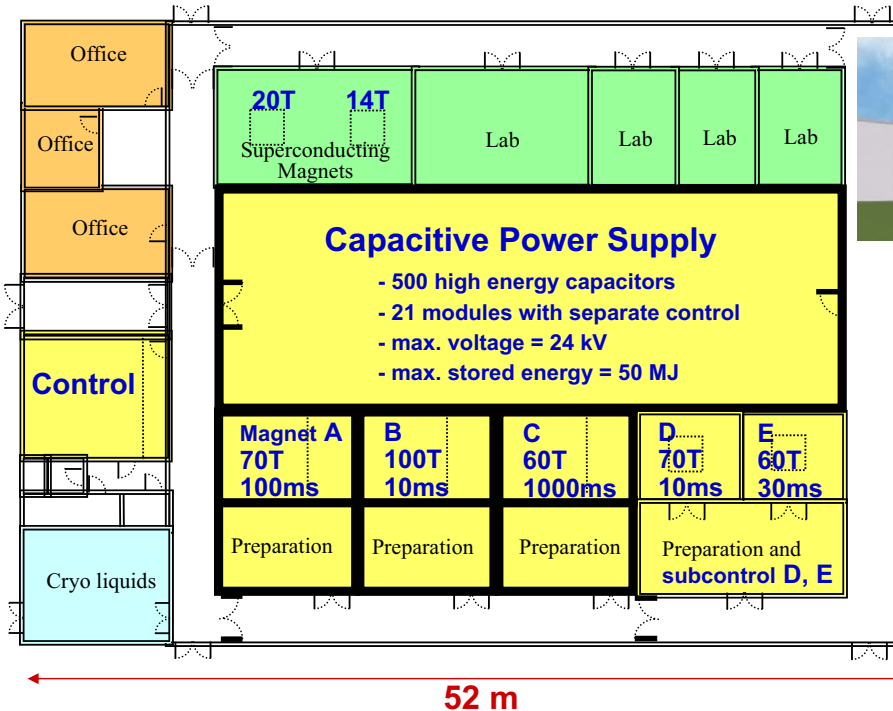 Office
Office
Office
20T
14T
Superconducting
Magnets
Lab
Lab
Lab
Lab
Capacitive Power Supply
- 500 high energy capacitors
- 21 modules with separate control
- max. voltage = 24 kV
- max. stored energy = 50 MJ
Control
Magnet A
70T
100ms
B
100T
10ms
C
60T
1000ms
D
70T
10ms
E
60T
30ms
Preparation
Preparation
Preparation
Preparation and
subcontrol D, E
Cryo liquids
52 m